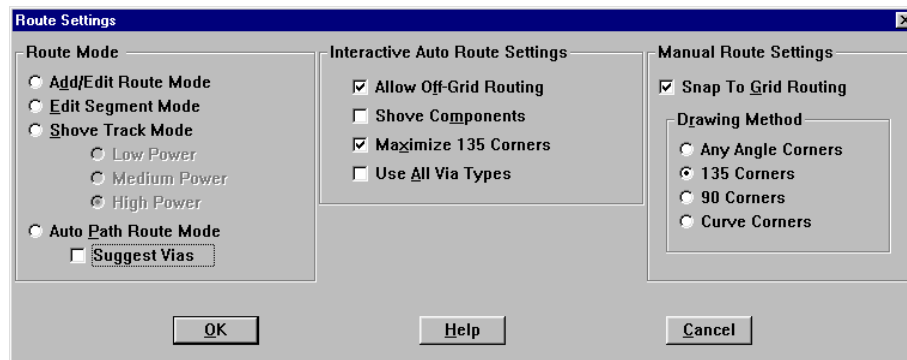 Route Settings
Route Mode
Add/Edit Route Mode
Edit Segment Mode
Shove Track Mode
Low Power
Medium Power
High Power
Auto Path Route Mode
Suggest Vias
Interactive Auto Route Settings
Allow Off-Grid Routing
Shove Components
Maximize 135 Corners
Use All Via Types
Manual Route Settings
Snap To Grid Routing
Drawing Method
Any Angle Corners
135 Corners
90 Corners
Curve Corners
OK
Help
Cancel